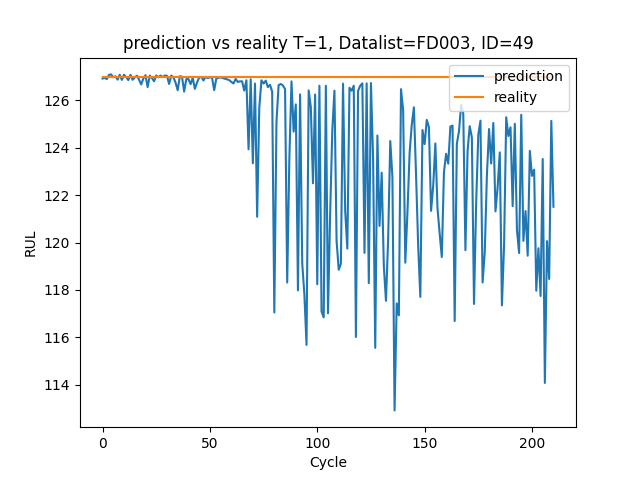 prediction vs reality T=1, Datalist=FD003, ID=49
prediction
reality
126
124
122
120
118
116
114
RUL
0
50
100
150
200
Cycle